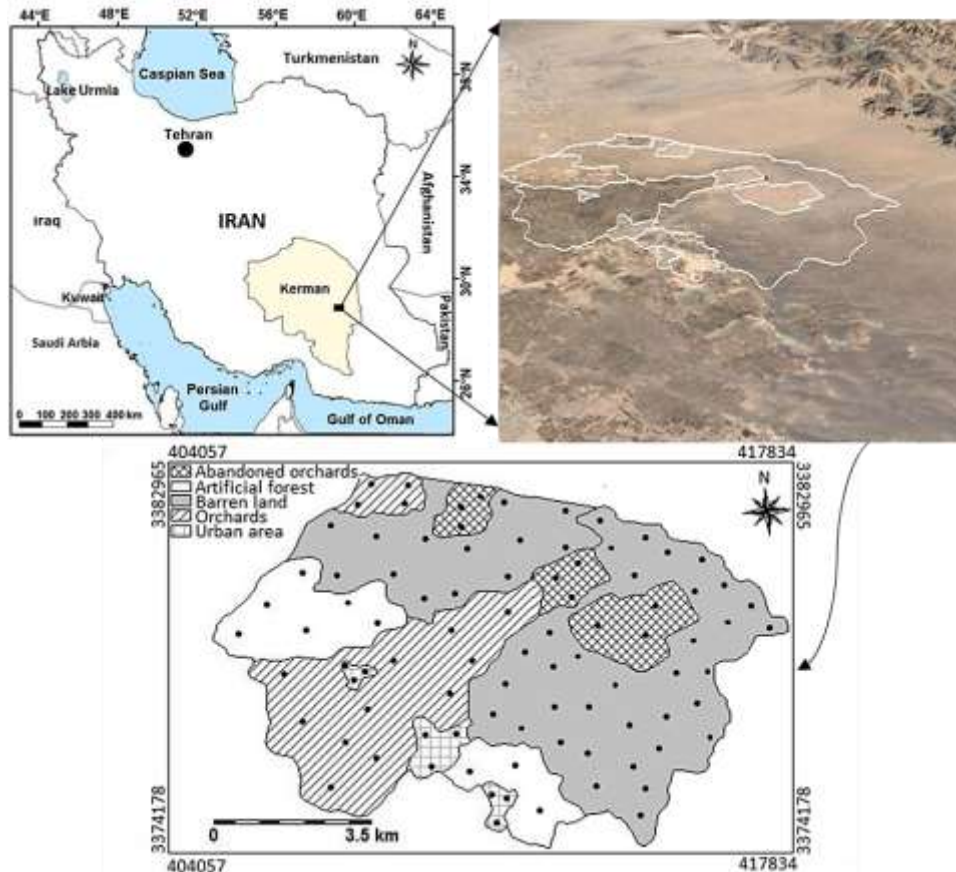 44°E 48°E 52°E 56°E 60°E 64°E
Caspian Sea
Turkmenistan
Lake Urmia
38°N
Tehran
34°N
Afghanistan
Iraq
IRAN
Kerman
30°N
Kuwait
Pakistan
Saudi Arbia
Persian
Gulf
26°N
Gulf of Oman
0 100 200 300 400 km
404057 417834
3382965
3382965
Abandoned orchards
Artificial forest
Barren land
Orchards
Urban area
N
3374178
3374178
0 3.5 km
404057 417834